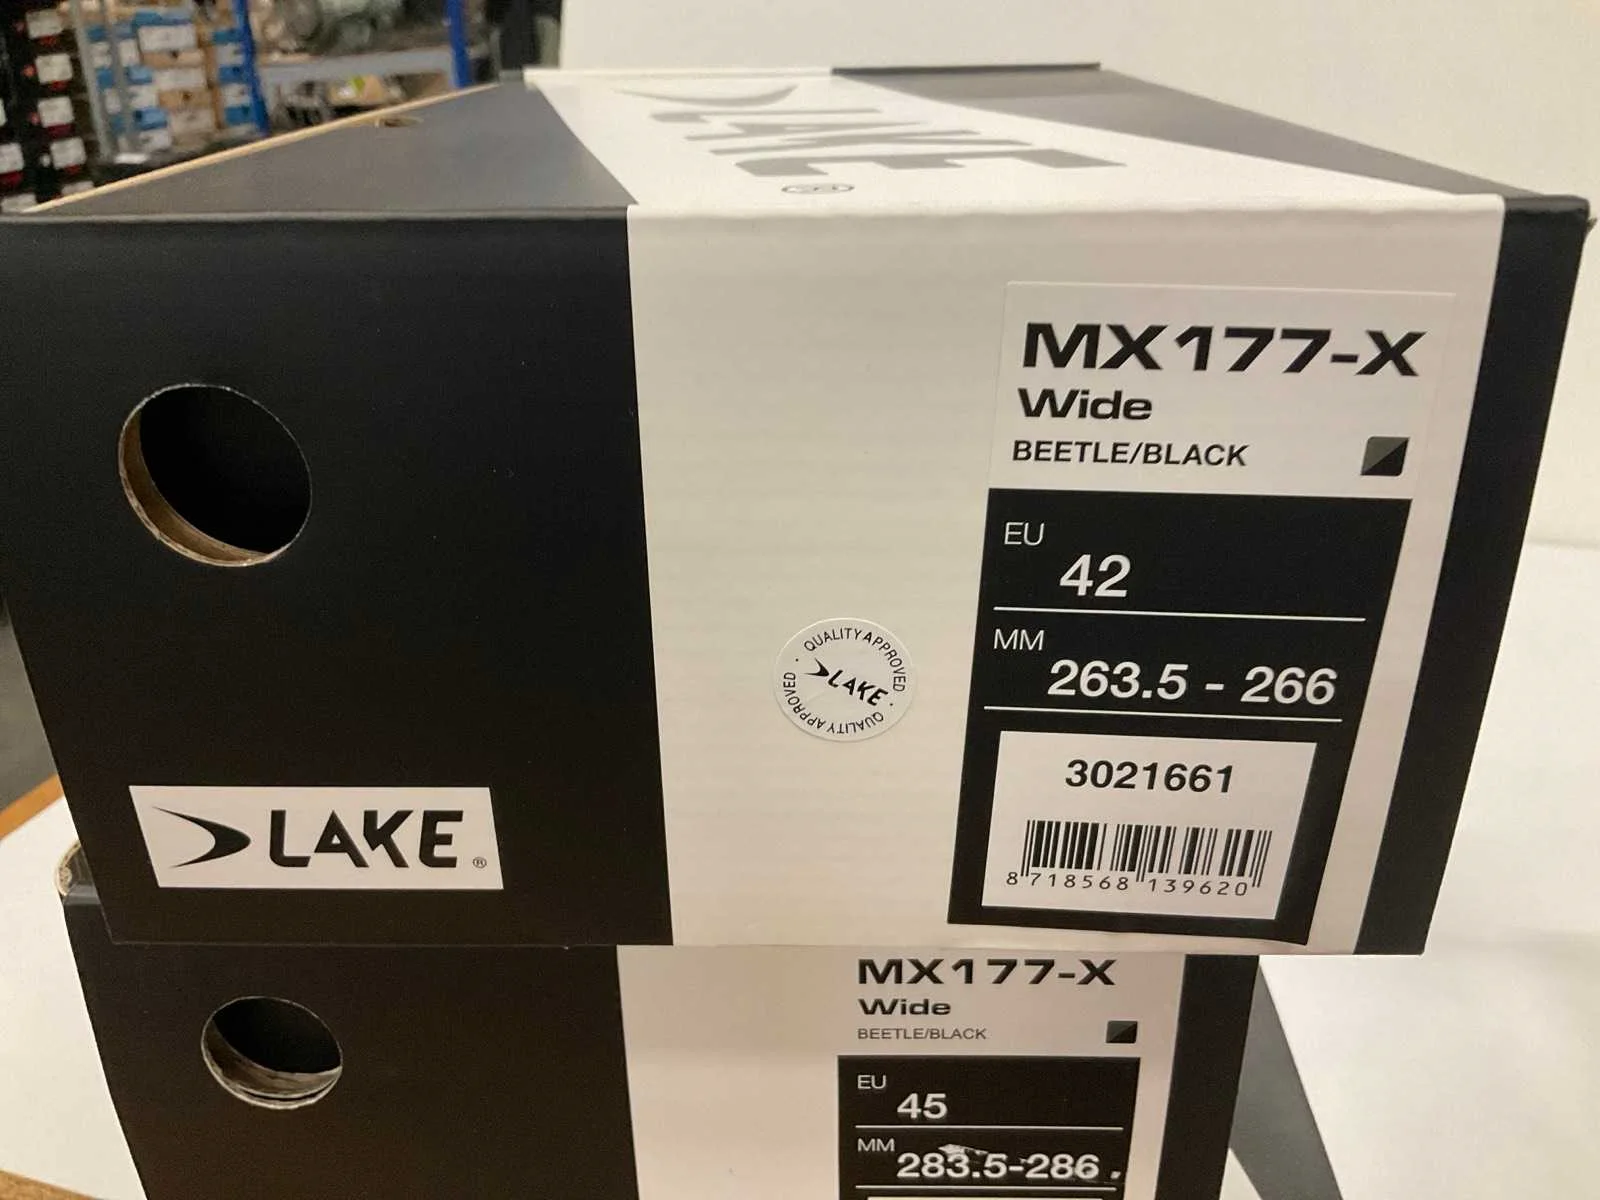 LAKE®
MX177-X
Wide
BEETLE/BLACK
EU
42
MM
263.5 - 266
QUALITY APPROVED · QUALITY APPROVED ·
LAKE
3021661
8 718568 139620
LAKE®
MX177-X
Wide
BEETLE/BLACK
EU
45
MM
283.5-286